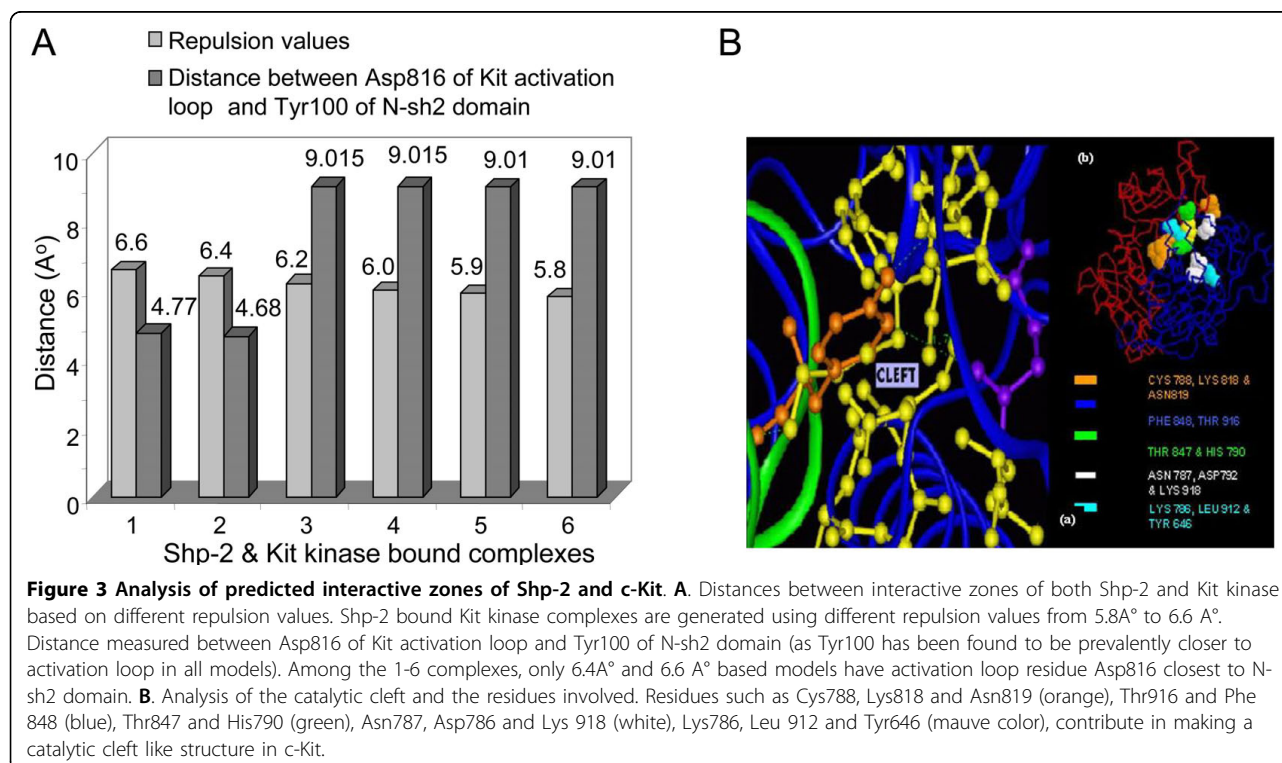 A
Repulsion values
Distance between Asp816 of Kit activation
loop and Tyr100 of N-sh2 domain
Distance (A°)
10
8
6
4
2
0
6.6
4.77
6.4
4.68
6.2
9.015
6.0
9.015
5.9
9.01
5.8
9.01
1 2 3 4 5 6
Shp-2 & Kit kinase bound complexes
B
CLEFT
(b)
CYS 788, LYS 818 &
ASN819
PHE 848, THR 916
THR 847 & HIS 790
ASN 787, ASP792
& LYS 918
LYS 786, LEU 912 &
TYR 646
(a)
Figure 3 Analysis of predicted interactive zones of Shp-2 and c-Kit. A. Distances between interactive zones of both Shp-2 and Kit kinase
based on different repulsion values. Shp-2 bound Kit kinase complexes are generated using different repulsion values from 5.8A° to 6.6 A°.
Distance measured between Asp816 of Kit activation loop and Tyr100 of N-sh2 domain (as Tyr100 has been found to be prevalently closer to
activation loop in all models). Among the 1-6 complexes, only 6.4A° and 6.6 A° based models have activation loop residue Asp816 closest to N-
sh2 domain. B. Analysis of the catalytic cleft and the residues involved. Residues such as Cys788, Lys818 and Asn819 (orange), Thr916 and Phe
848 (blue), Thr847 and His790 (green), Asn787, Asp786 and Lys 918 (white), Lys786, Leu 912 and Tyr646 (mauve color), contribute in making a
catalytic cleft like structure in c-Kit.